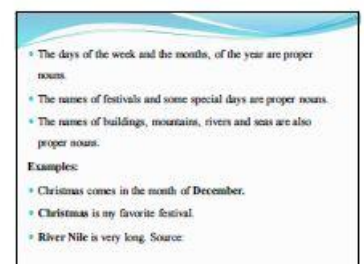 The days of the week and the months, of the year are proper
nouns.
The names of festivals and some special days are proper nouns.
The names of buildings, mountains, rivers and seas are also
proper nouns.
Examples:
Christmas comes in the month of December.
Christmas is my favorite festival.
River Nile is very long. Source: